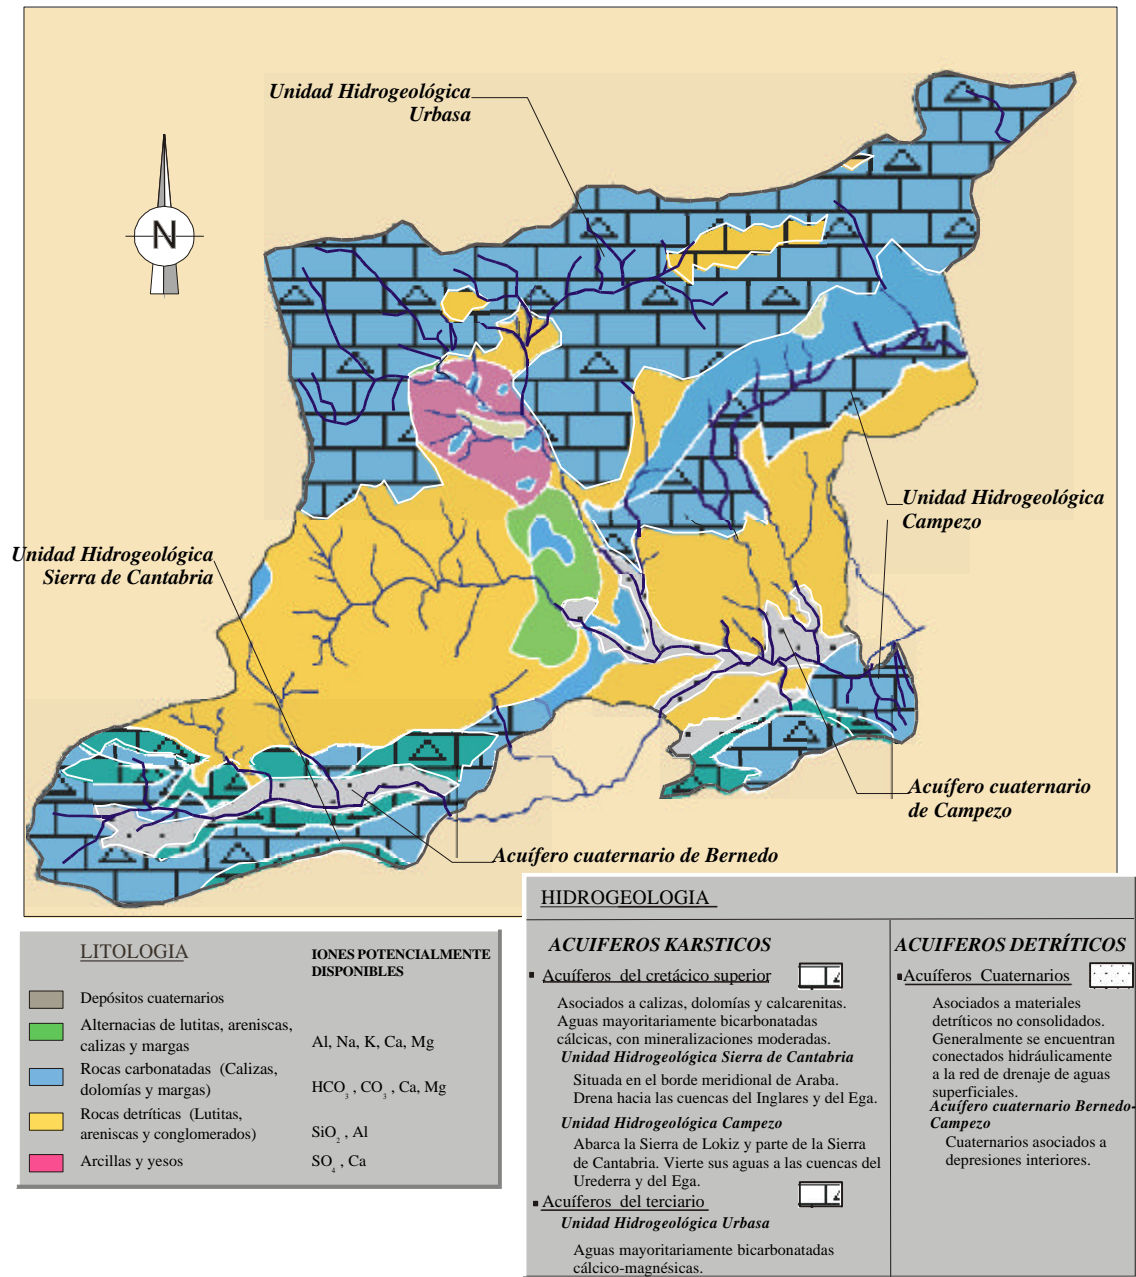 Unidad Hidrogeológica
Urbasa
N
Unidad Hidrogeológica
Campezo
Unidad Hidrogeológica
Sierra de Cantabria
Acuífero cuaternario
de Campezo
Acuífero cuaternario de Bernedo
LITOLOGIA
IONES POTENCIALMENTE
DISPONIBLES
Depósitos cuaternarios
Alternacias de lutitas, areniscas,
calizas y margas
Al, Na, K, Ca, Mg
Rocas carbonatadas (Calizas,
dolomías y margas)
HCO3 , CO3 , Ca, Mg
Rocas detríticas (Lutitas,
areniscas y conglomerados)
SiO2 , Al
Arcillas y yesos
SO4 , Ca
HIDROGEOLOGIA
ACUIFEROS KARSTICOS
Acuíferos del cretácico superior
Asociados a calizas, dolomías y calcarenitas.
Aguas mayoritariamente bicarbonatadas
cálcicas, con mineralizaciones moderadas.
Unidad Hidrogeológica Sierra de Cantabria
Situada en el borde meridional de Araba.
Drena hacia las cuencas del Inglares y del Ega.
Unidad Hidrogeológica Campezo
Abarca la Sierra de Lokiz y parte de la Sierra
de Cantabria. Vierte sus aguas a las cuencas del
Urederra y del Ega.
Acuíferos del terciario
Unidad Hidrogeológica Urbasa
Aguas mayoritariamente bicarbonatadas
cálcico-magnésicas.
ACUIFEROS DETRÍTICOS
Acuíferos Cuaternarios
Asociados a materiales
detríticos no consolidados.
Generalmente se encuentran
conectados hidráulicamente
a la red de drenaje de aguas
superficiales.
Acuífero cuaternario Bernedo-
Campezo
Cuaternarios asociados a
depresiones interiores.